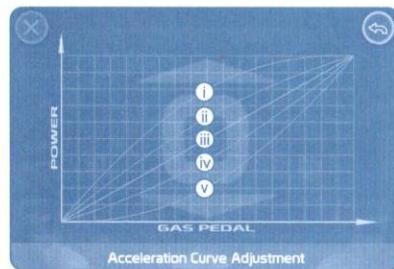 i
ii
iii
iv
v
POWER
GAS PEDAL
Acceleration Curve Adjustment